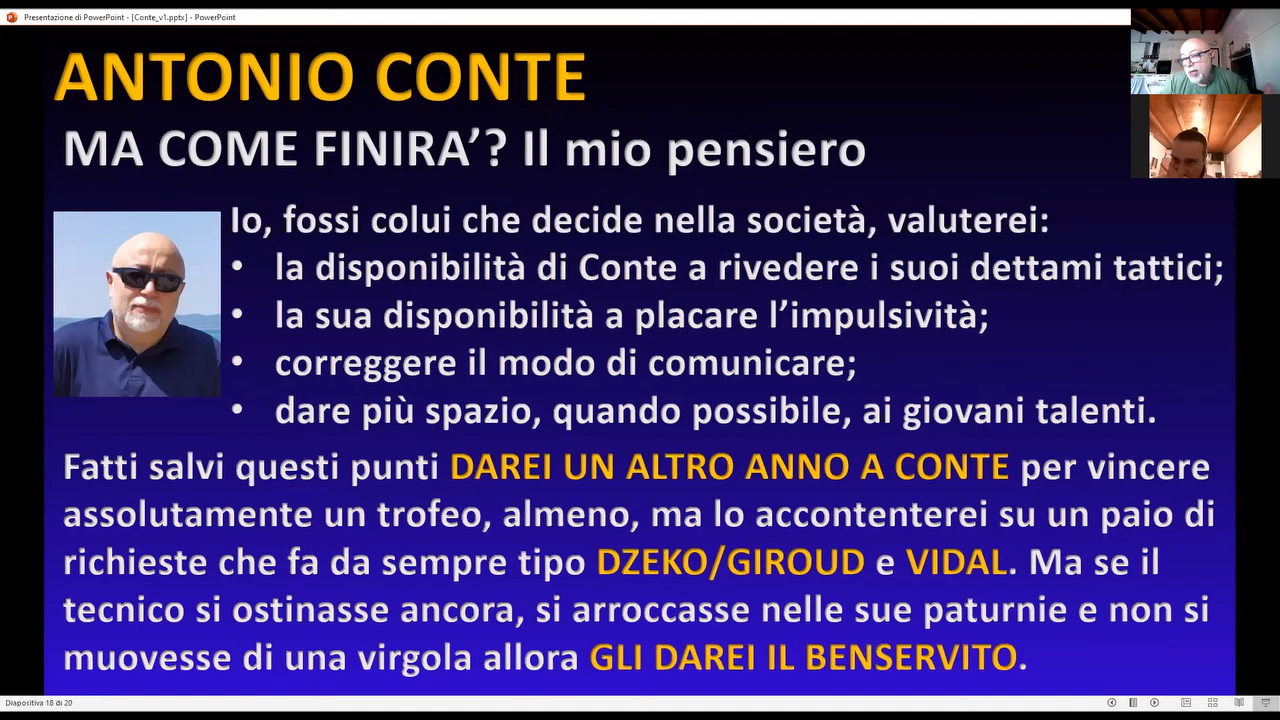 Presentazione di PowerPoint - [Conte_v1.pptx] - PowerPoint
ANTONIO CONTE
MA COME FINIRA’? Il mio pensiero
Io, fossi colui che decide nella società, valuterei:
• la disponibilità di Conte a rivedere i suoi dettami tattici;
• la sua disponibilità a placare l’impulsività;
• correggere il modo di comunicare;
• dare più spazio, quando possibile, ai giovani talenti.
Fatti salvi questi punti DAREI UN ALTRO ANNO A CONTE per vincere
assolutamente un trofeo, almeno, ma lo accontenterei su un paio di
richieste che fa da sempre tipo DZEKO/GIROUD e VIDAL. Ma se il
tecnico si ostinasse ancora, si arroccasse nelle sue paturnie e non si
muovesse di una virgola allora GLI DAREI IL BENSERVITO.
Diapositiva 18 di 20